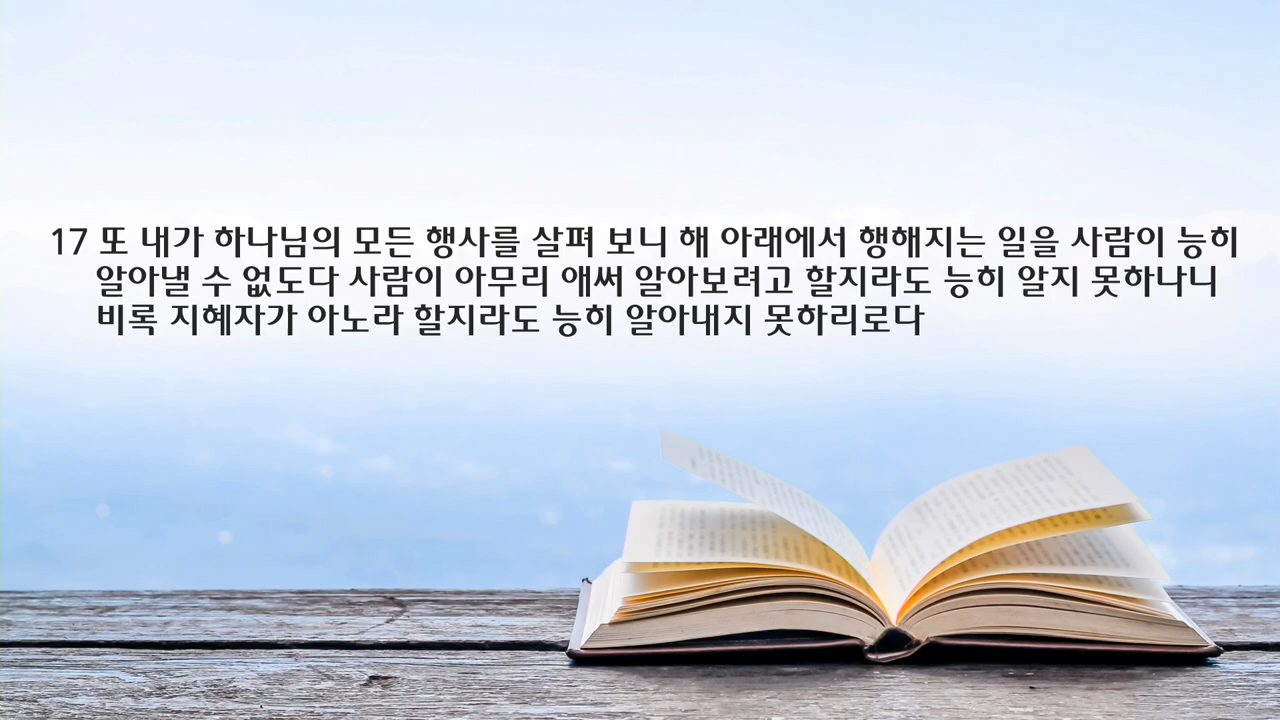 17 또 내가 하나님의 모든 행사를 살펴 보니 해 아래에서 행해지는 일을 사람이 능히
알아낼 수 없도다 사람이 아무리 애써 알아보려고 할지라도 능히 알지 못하나니
비록 지혜자가 아노라 할지라도 능히 알아내지 못하리로다